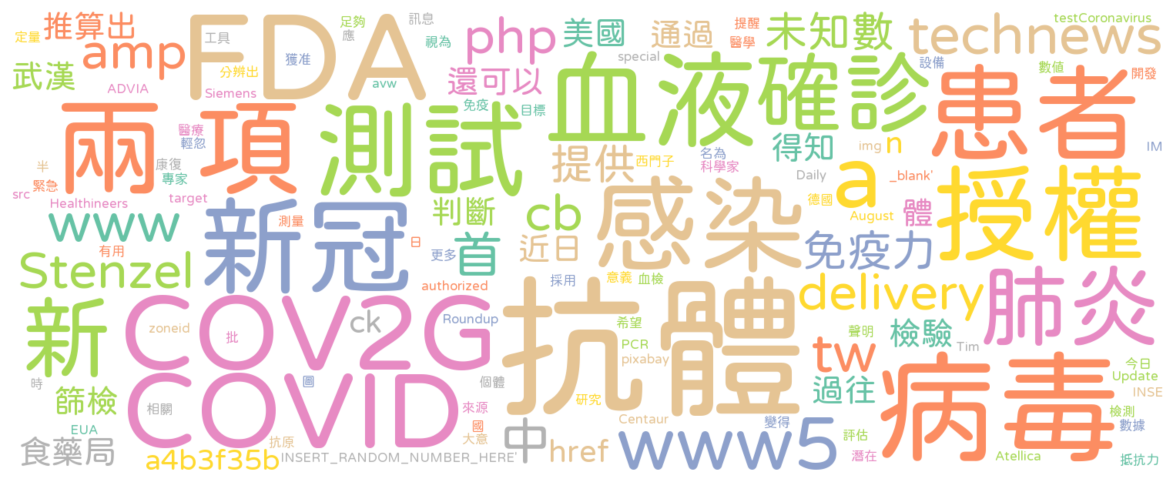 定量 推算出 FDA 足夠 訊息 php 美國 通過 提醒 未知數 technews testCoronavirus
amp 工具 應 視為 醫學
武漢 ADVIA 分辨出 獲准 avw 還可以 special 血液 確診 設備 數值 開發 患者
Siemens 免疫 目標
兩項 測試 醫療 輕忽 提供 西門子 名為 科學家 得知 img n IM
半 康復 專家 緊急 Daily a _blank' 授權
src Healthineers target 新冠 測量 判斷 cb 感染 德國 August 體
www 有用 日 更多 首 近日 免疫力
Stenzel authorized 採用 意義 血檢 delivery 肺炎
新 COV2G zoneid 批 ck Roundup 抗體 希望 聲明 檢驗
PCR pixabay tw Tim 今日
時 COVID 圖 個體 研究 過往 病毒 Update INSE
篩檢 相關 來源 Centaur 變得 檢測
EUA 國 中 www5 評估 數據
食藥局 抗原 大意 href 潛在 Atellica 抵抗力
a4b3f35b INSERT_RANDOM_NUMBER_HERE'